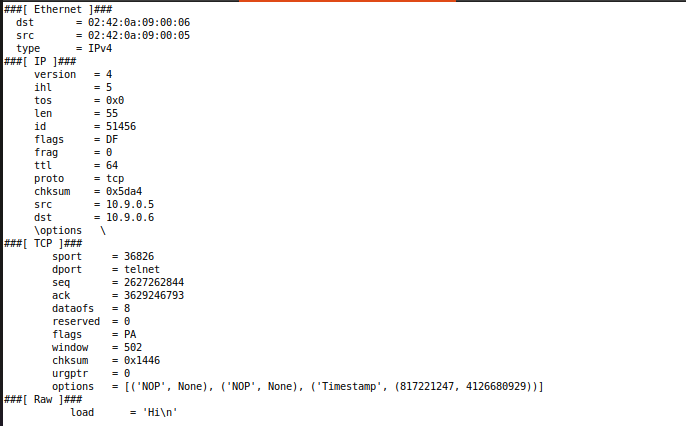 ###[ Ethernet ]###
  dst       = 02:42:0a:09:00:06
  src       = 02:42:0a:09:00:05
  type      = IPv4
###[ IP ]###
     version   = 4
     ihl       = 5
     tos       = 0x0
     len       = 55
     id        = 51456
     flags     = DF
     frag      = 0
     ttl       = 64
     proto     = tcp
     chksum    = 0x5da4
     src       = 10.9.0.5
     dst       = 10.9.0.6
     \options   \
###[ TCP ]###
        sport     = 36826
        dport     = telnet
        seq       = 2627262844
        ack       = 3629246793
        dataofs   = 8
        reserved  = 0
        flags     = PA
        window    = 502
        chksum    = 0x1446
        urgptr    = 0
        options   = [('NOP', None), ('NOP', None), ('Timestamp', (817221247, 4126680929))]
###[ Raw ]###
           load      = 'Hi\n'